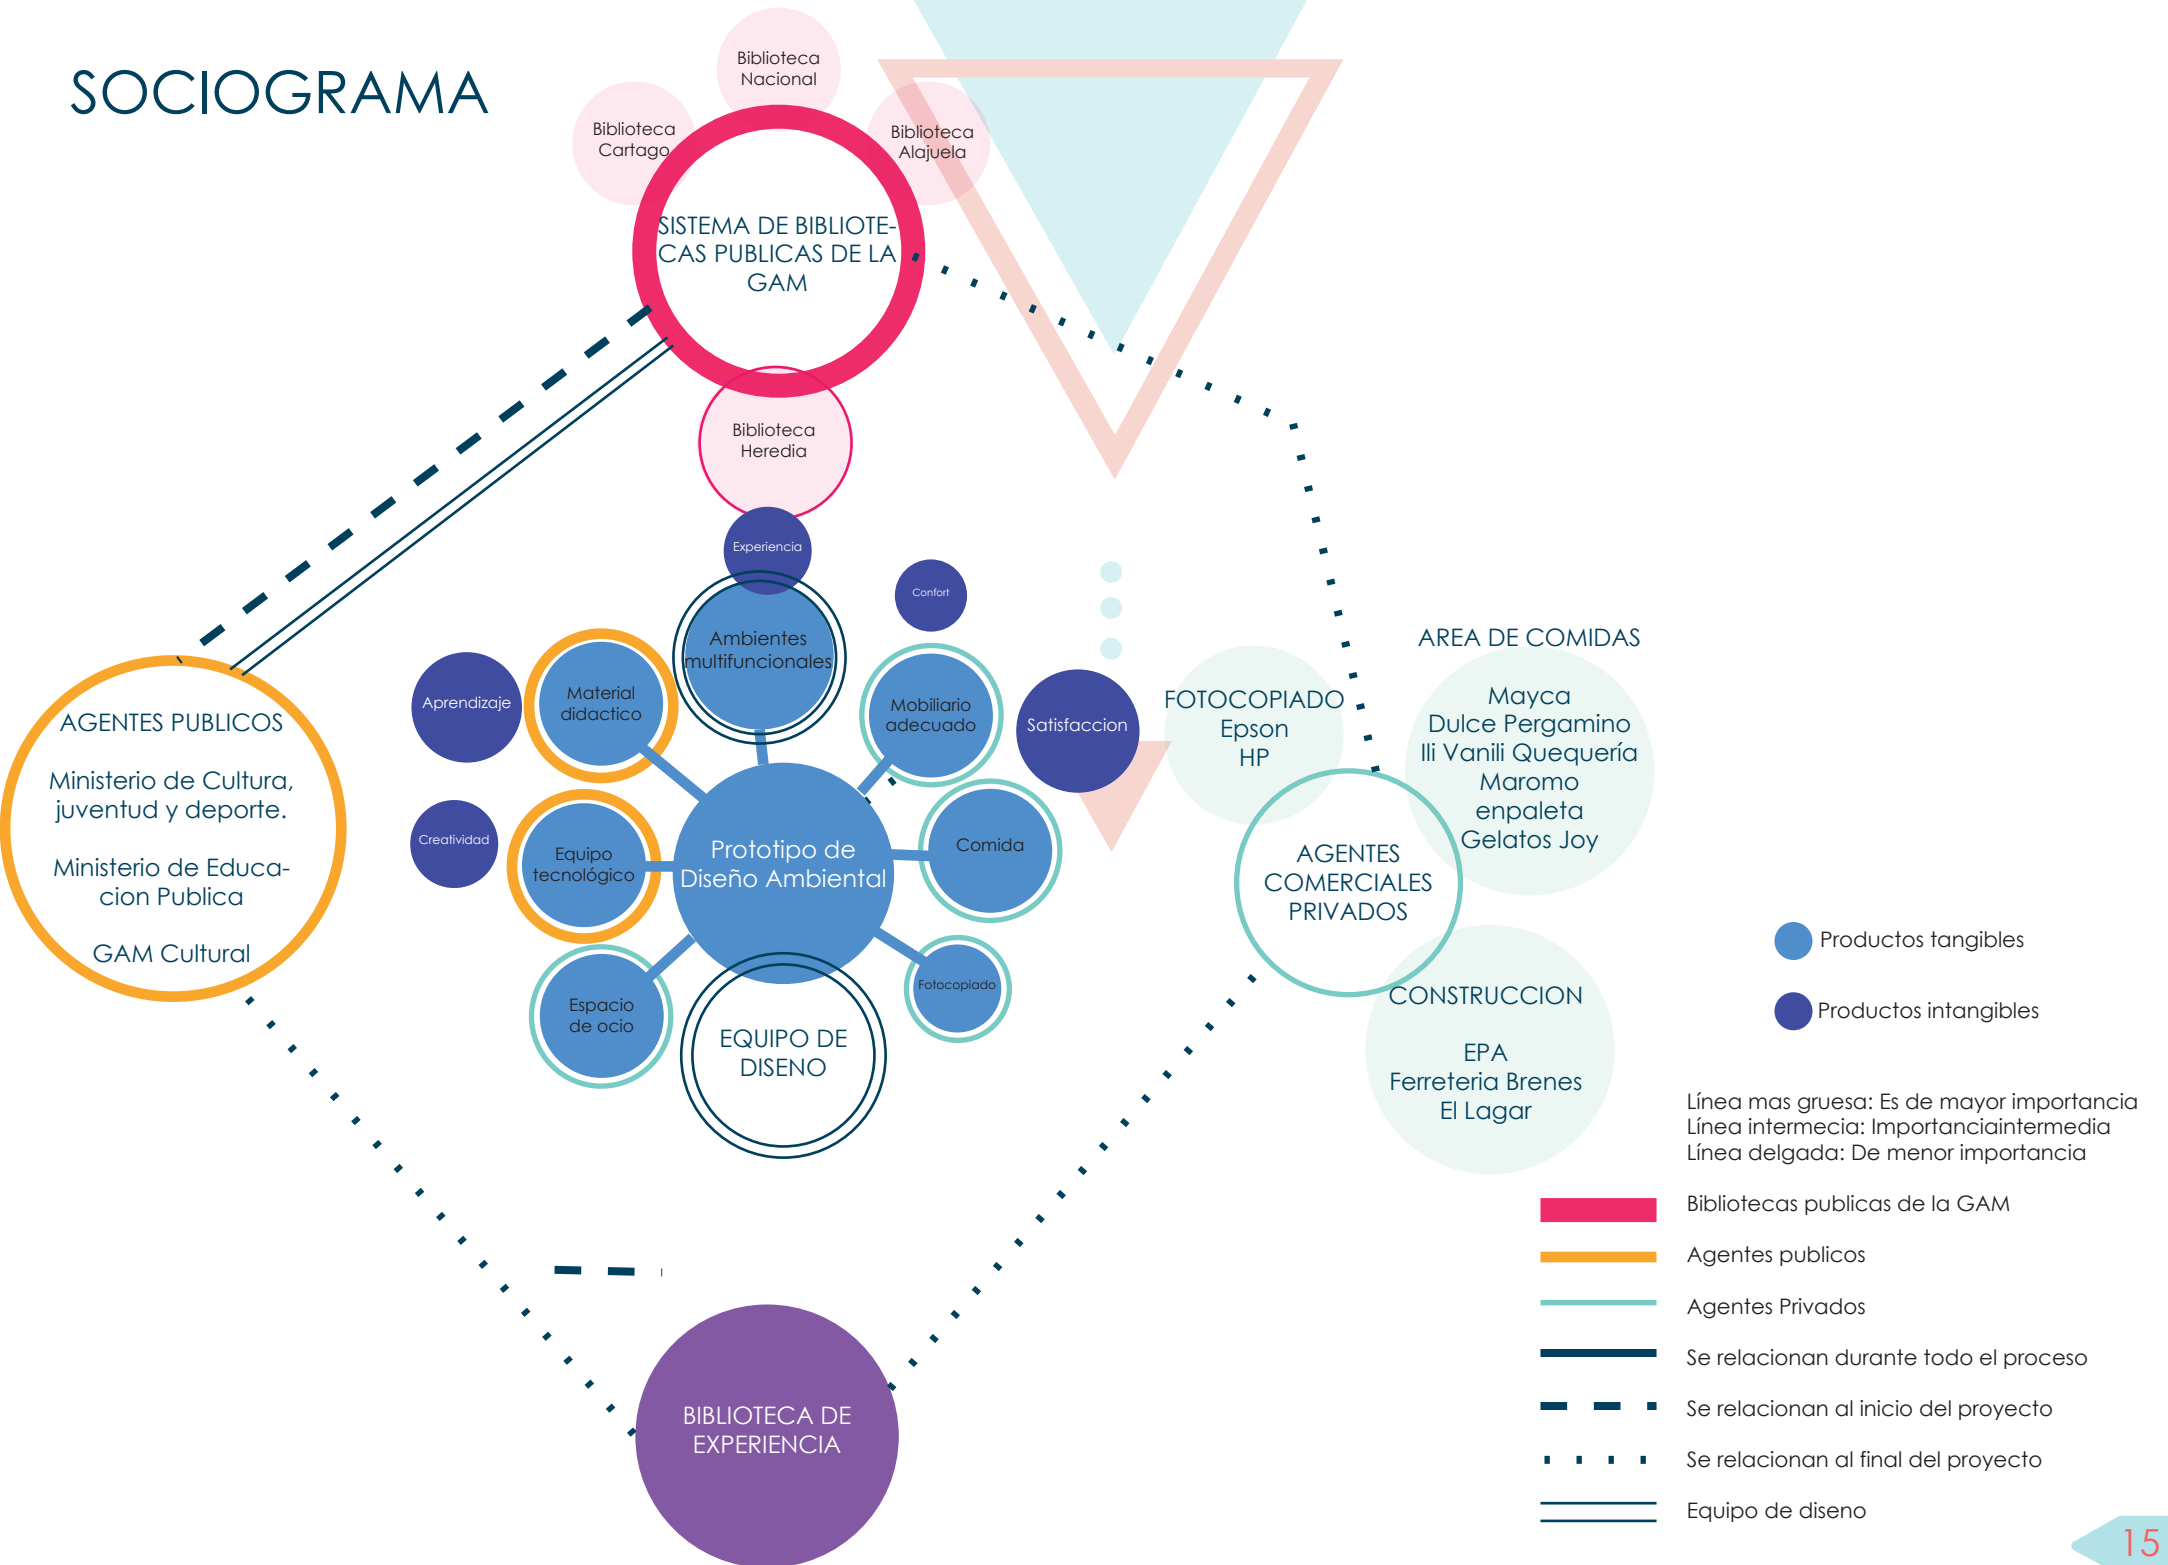 SOCIOGRAMA
Biblioteca
Nacional
Biblioteca
Cartago
Biblioteca
Alajuela
SISTEMA DE BIBLIOTE-
CAS PUBLICAS DE LA
GAM
Biblioteca
Heredia
Experiencia
Confort
Ambientes
multifuncionales
Aprendizaje
Material
didactico
Mobiliario
adecuado
Satisfaccion
Creatividad
Equipo
tecnológico
Prototipo de
Diseño Ambiental
Comida
Espacio
de ocio
Fotocopiado
EQUIPO DE
DISENO
AGENTES PUBLICOS
Ministerio de Cultura,
juventud y deporte.
Ministerio de Educa-
cion Publica
GAM Cultural
FOTOCOPIADO
Epson
HP
AREA DE COMIDAS
Mayca
Dulce Pergamino
Ili Vanili Quequería
Maromo
enpaleta
Gelatos Joy
AGENTES
COMERCIALES
PRIVADOS
CONSTRUCCION
EPA
Ferreteria Brenes
El Lagar
BIBLIOTECA DE
EXPERIENCIA
Productos tangibles
Productos intangibles
Línea mas gruesa: Es de mayor importancia
Línea intermecia: Importanciaintermedia
Línea delgada: De menor importancia
Bibliotecas publicas de la GAM
Agentes publicos
Agentes Privados
Se relacionan durante todo el proceso
Se relacionan al inicio del proyecto
Se relacionan al final del proyecto
Equipo de diseno
15